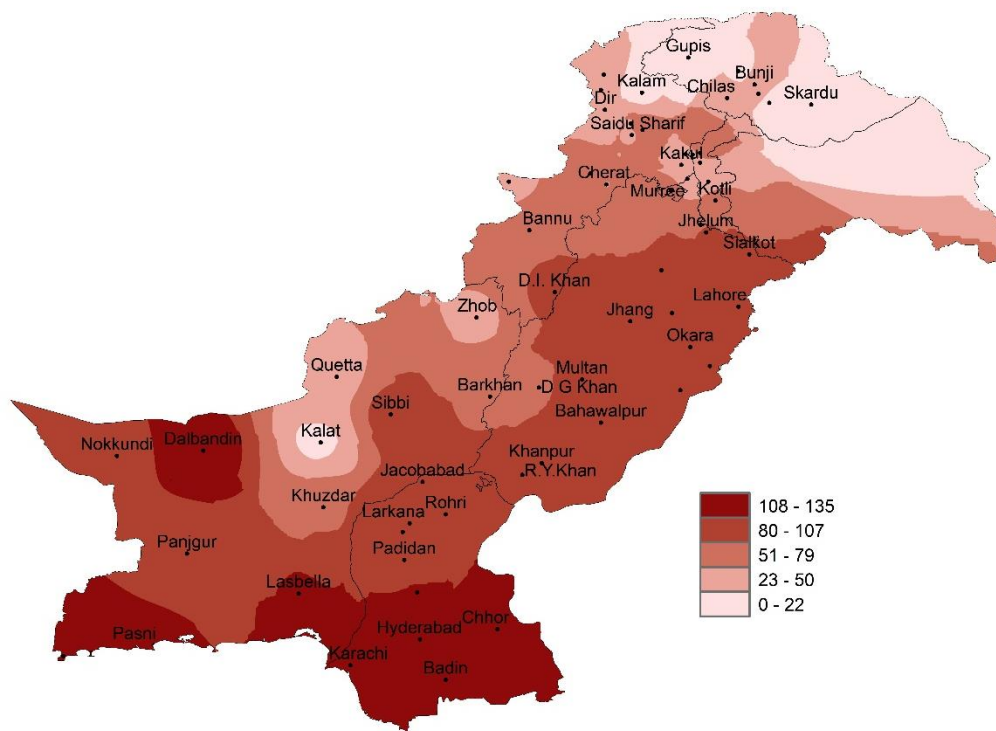 Gupis
Kalam
Bunji
Chilas
Skardu
Dir
Saidu Sharif
Kakul
Cherat
Murree
Kotli
Bannu
Jhelum
Sialkot
D.I. Khan
Zhob
Lahore
Jhang
Okara
Quetta
Multan
Barkhan
D G Khan
Sibbi
Bahawalpur
Kalat
Dalbandin
Nokkundi
Khanpur
R.Y.Khan
Jacobabad
Khuzdar
Rohri
Larkana
Panjgur
Padidan
Lasbella
Chhor
Pasni
Hyderabad
Karachi
Badin
108 - 135
80 - 107
51 - 79
23 - 50
0 - 22